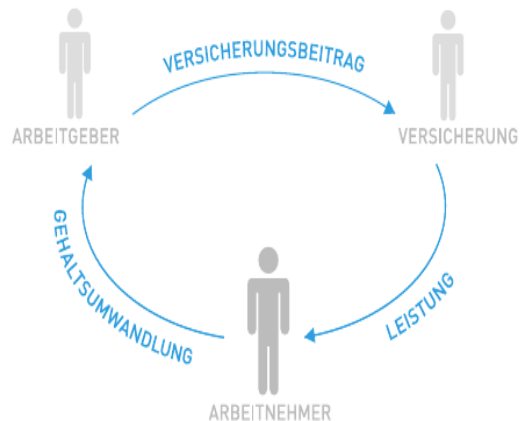 VERSICHERUNGSBEITRAG
ARBEITGEBER
VERSICHERUNG
GEHALTSUMWANDLUNG
LEISTUNG
ARBEITNEHMER